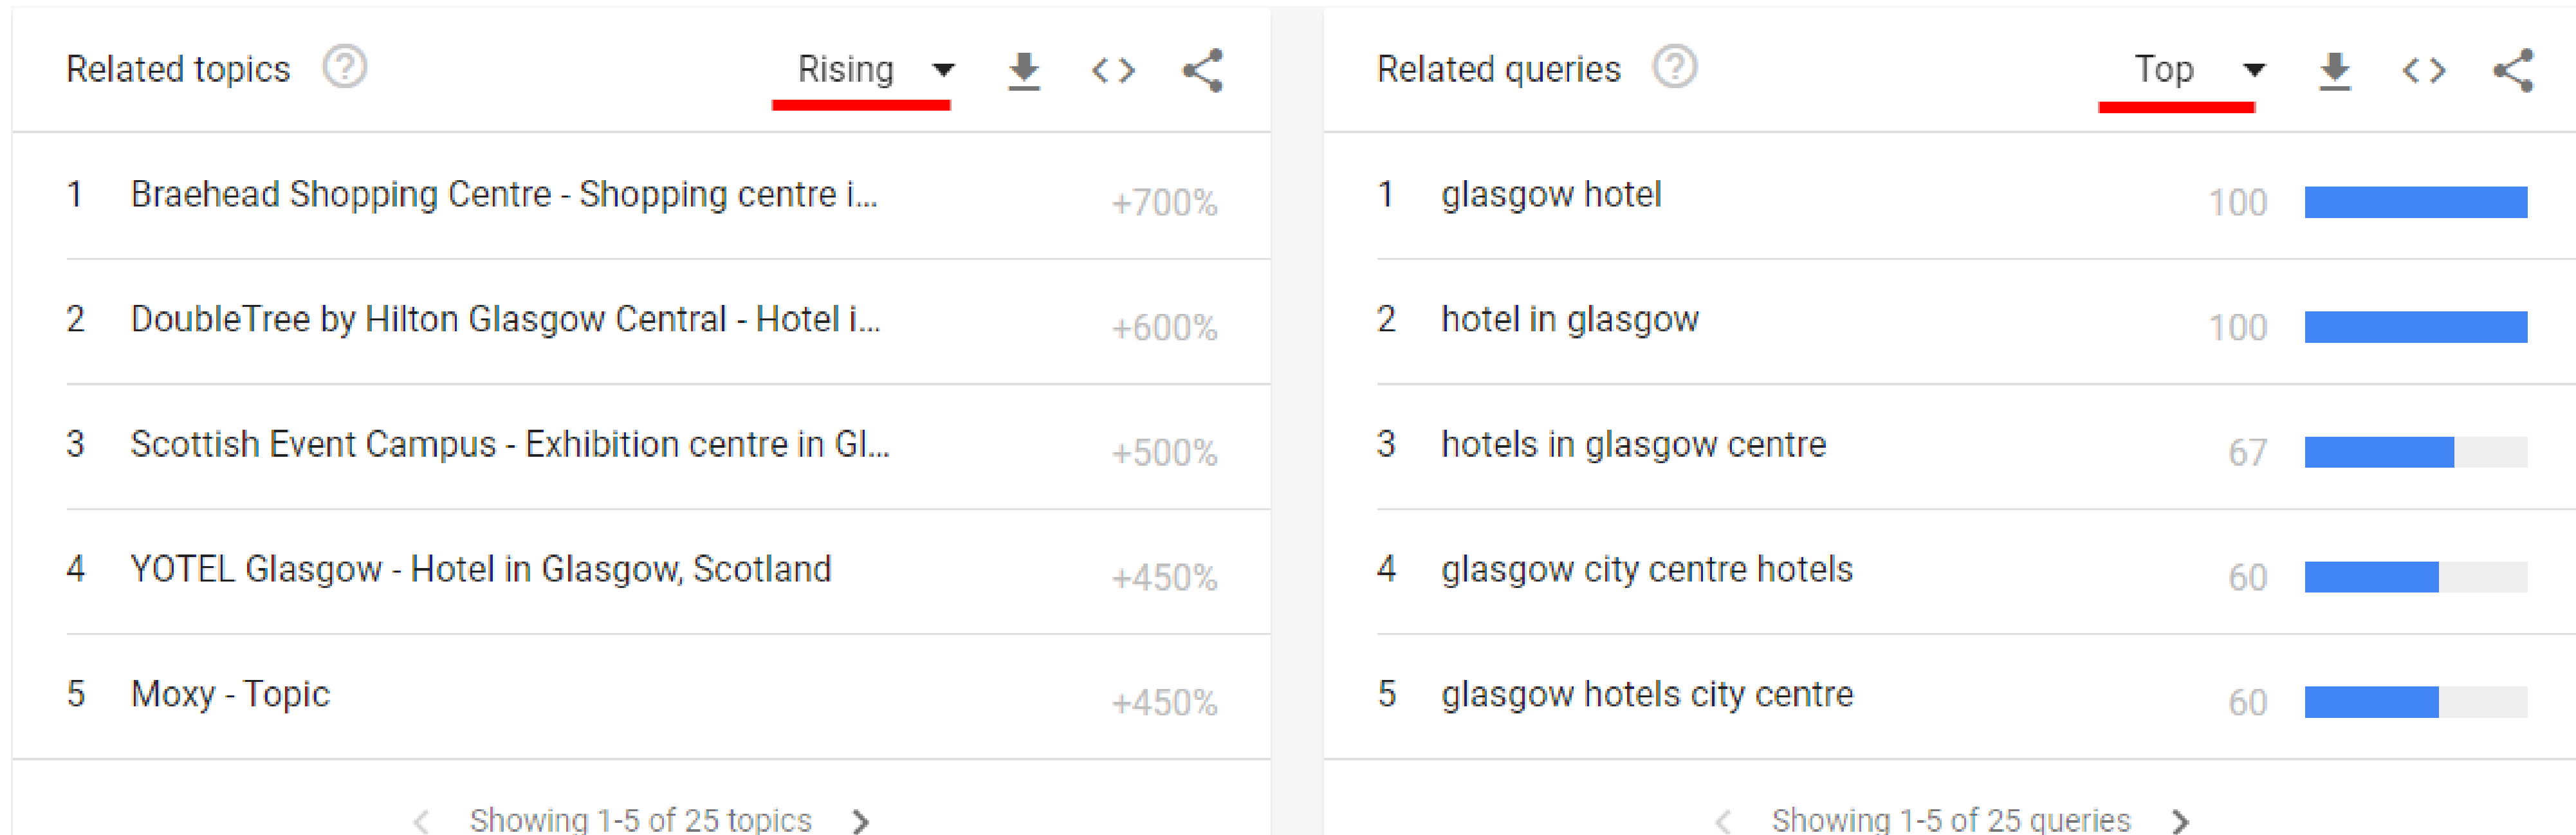 Related topics ? Rising
1 Braehead Shopping Centre - Shopping centre i... +700%
2 DoubleTree by Hilton Glasgow Central - Hotel i... +600%
3 Scottish Event Campus - Exhibition centre in Gl... +500%
4 YOTEL Glasgow - Hotel in Glasgow, Scotland +450%
5 Moxy - Topic +450%
Showing 1-5 of 25 topics
Related queries ? Top
1 glasgow hotel 100
2 hotel in glasgow 100
3 hotels in glasgow centre 67
4 glasgow city centre hotels 60
5 glasgow hotels city centre 60
Showing 1-5 of 25 queries